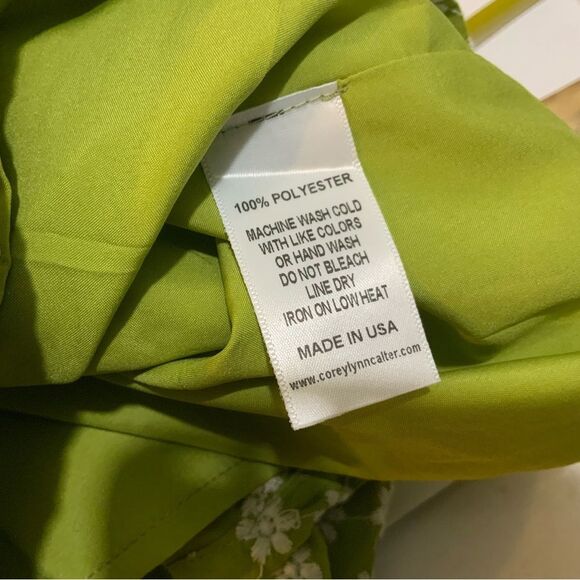 100% POLYESTER
MACHINE WASH COLD
WITH LIKE COLORS
OR HAND WASH
DO NOT BLEACH
LINE DRY
IRON ON LOW HEAT
MADE IN USA
www.coreylynncalter.com